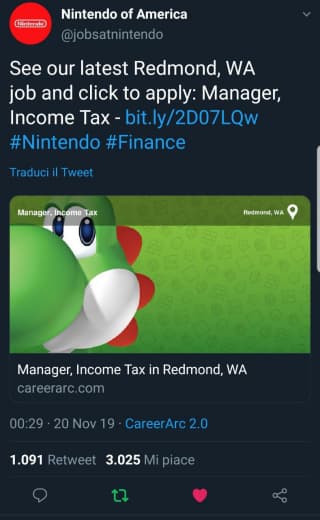 Nintendo
Nintendo of America
@jobsatnintendo
See our latest Redmond, WA
job and click to apply: Manager,
Income Tax - bit.ly/2D07LQw
#Nintendo #Finance
Traduci il Tweet
Manager, Income Tax
Redmond, WA
Manager, Income Tax in Redmond, WA
careerarc.com
00:29 · 20 Nov 19 · CareerArc 2.0
1.091 Retweet 3.025 Mi piace